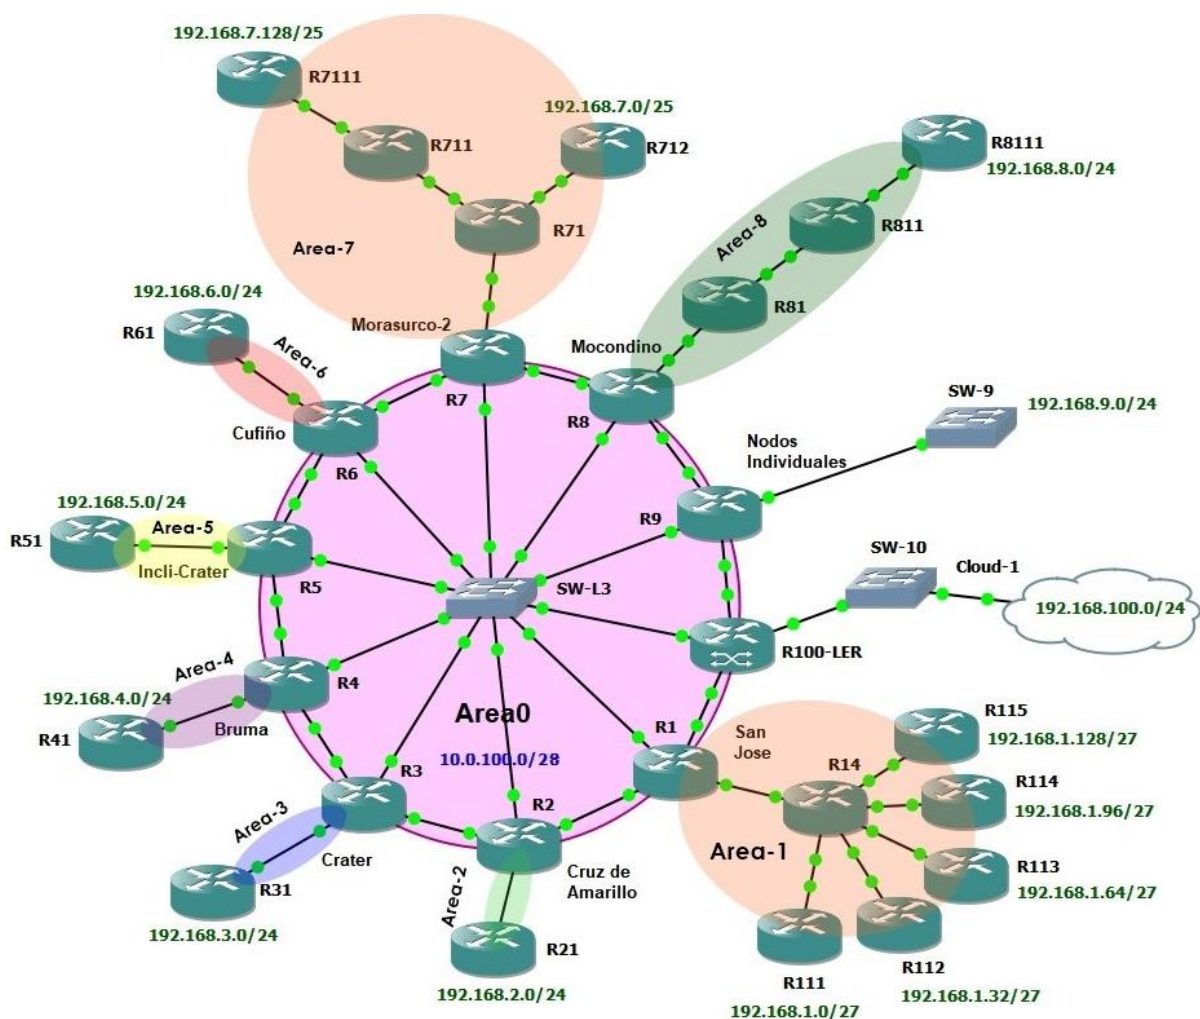 192.168.7.128/25
R7111
192.168.7.0/25
R711
R712
R8111
192.168.8.0/24
R71
Area-7
Area-8
R811
192.168.6.0/24
R81
R61
Area-6
Morasurco-2
Mocondino
R7
R8
SW-9
192.168.9.0/24
Cufiño
R6
Nodos
Individuales
192.168.5.0/24
R9
Area-5
R51
Incli-Crater
R5
SW-L3
SW-10
Cloud-1
192.168.100.0/24
R100-LER
Area-4
192.168.4.0/24
R4
Bruma
R41
Area0
10.0.100.0/28
R1
San
Jose
R115
192.168.1.128/27
R14
R3
R114
192.168.1.96/27
R2
Area-3
Crater
Area-1
R113
192.168.1.64/27
Cruz de
Amarillo
Area-2
R31
192.168.3.0/24
R21
192.168.2.0/24
R111
192.168.1.0/27
R112
192.168.1.32/27